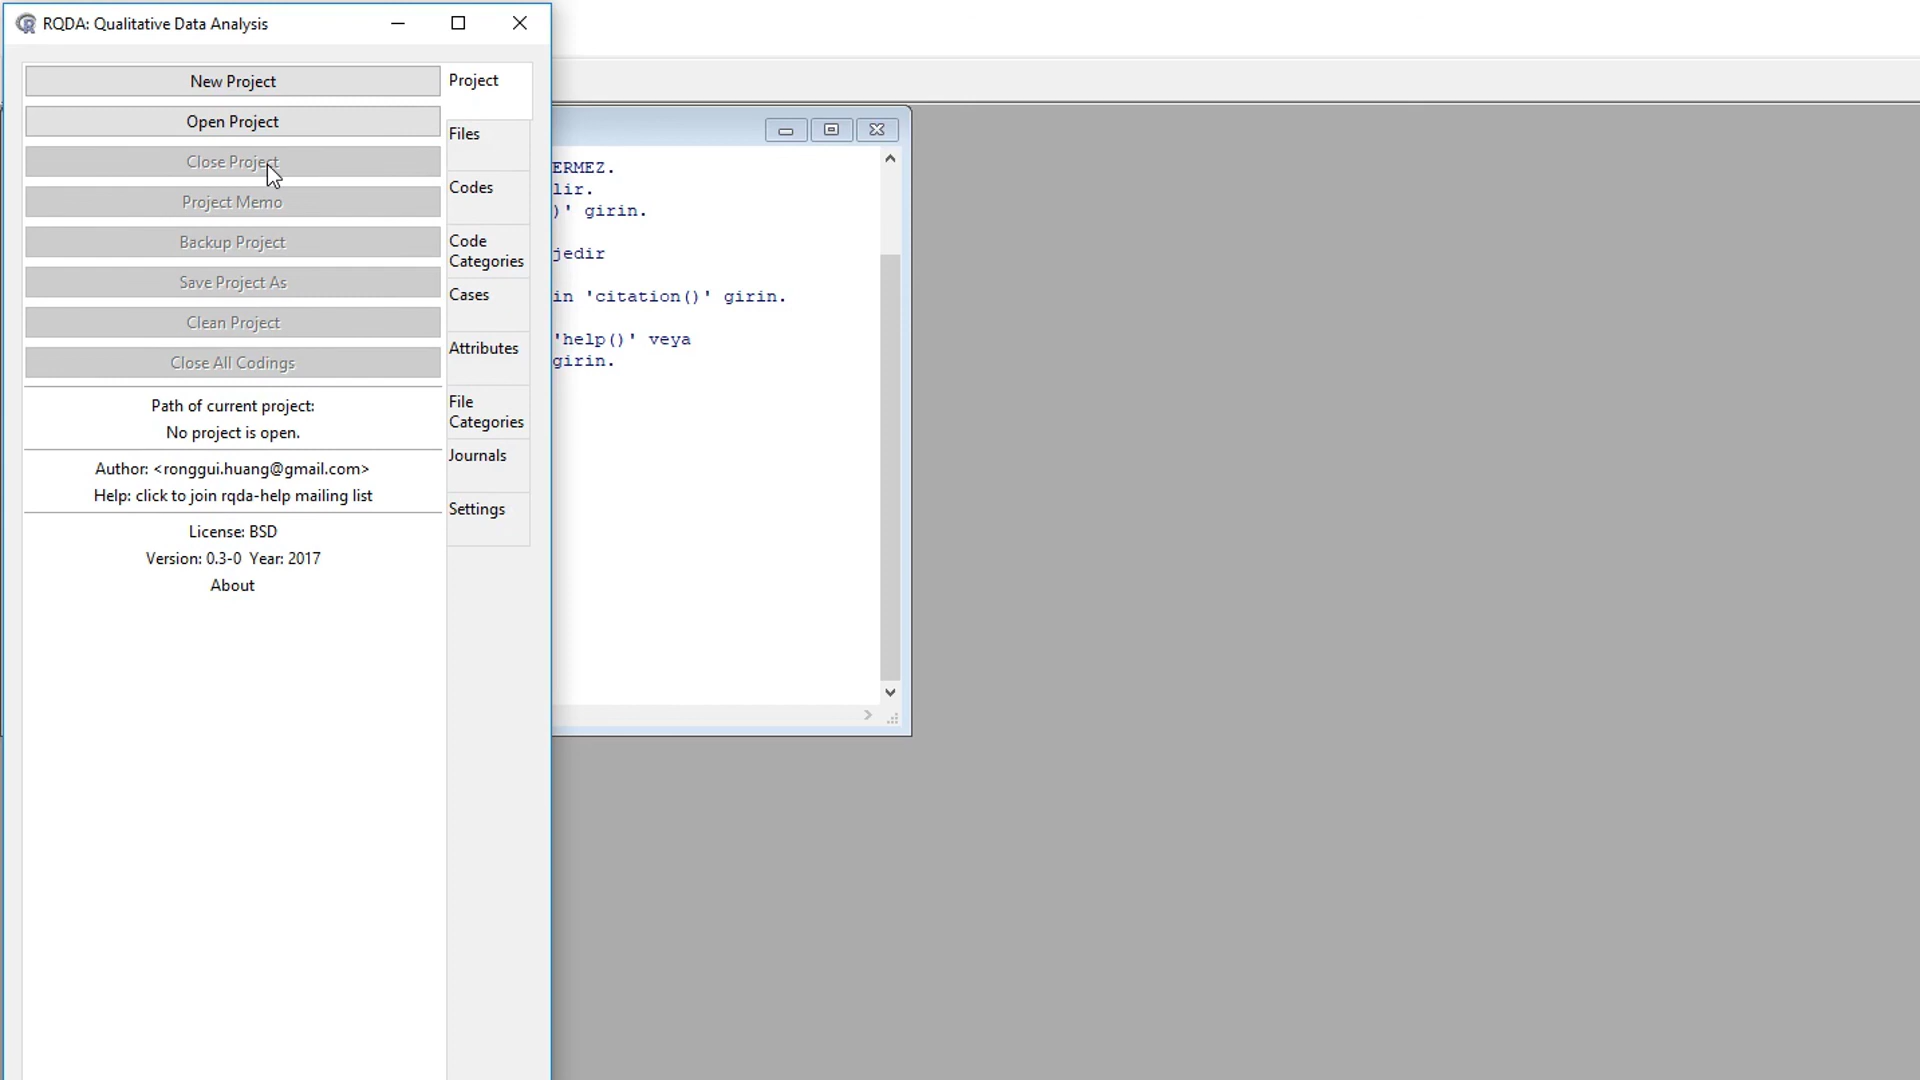 RQDA: Qualitative Data Analysis
New Project
Open Project
Close Project
Project Memo
Backup Project
Save Project As
Clean Project
Close All Codings
Path of current project:
No project is open.
Author: <ronggui.huang@gmail.com>
Help: click to join rqda-help mailing list
License: BSD
Version: 0.3-0 Year: 2017
About
Project
Files
Codes
Code
Categories
Cases
Attributes
File
Categories
Journals
Settings
ERMEZ.
lir.
)' girin.
jedir
in 'citation()' girin.
'help()' veya
girin.